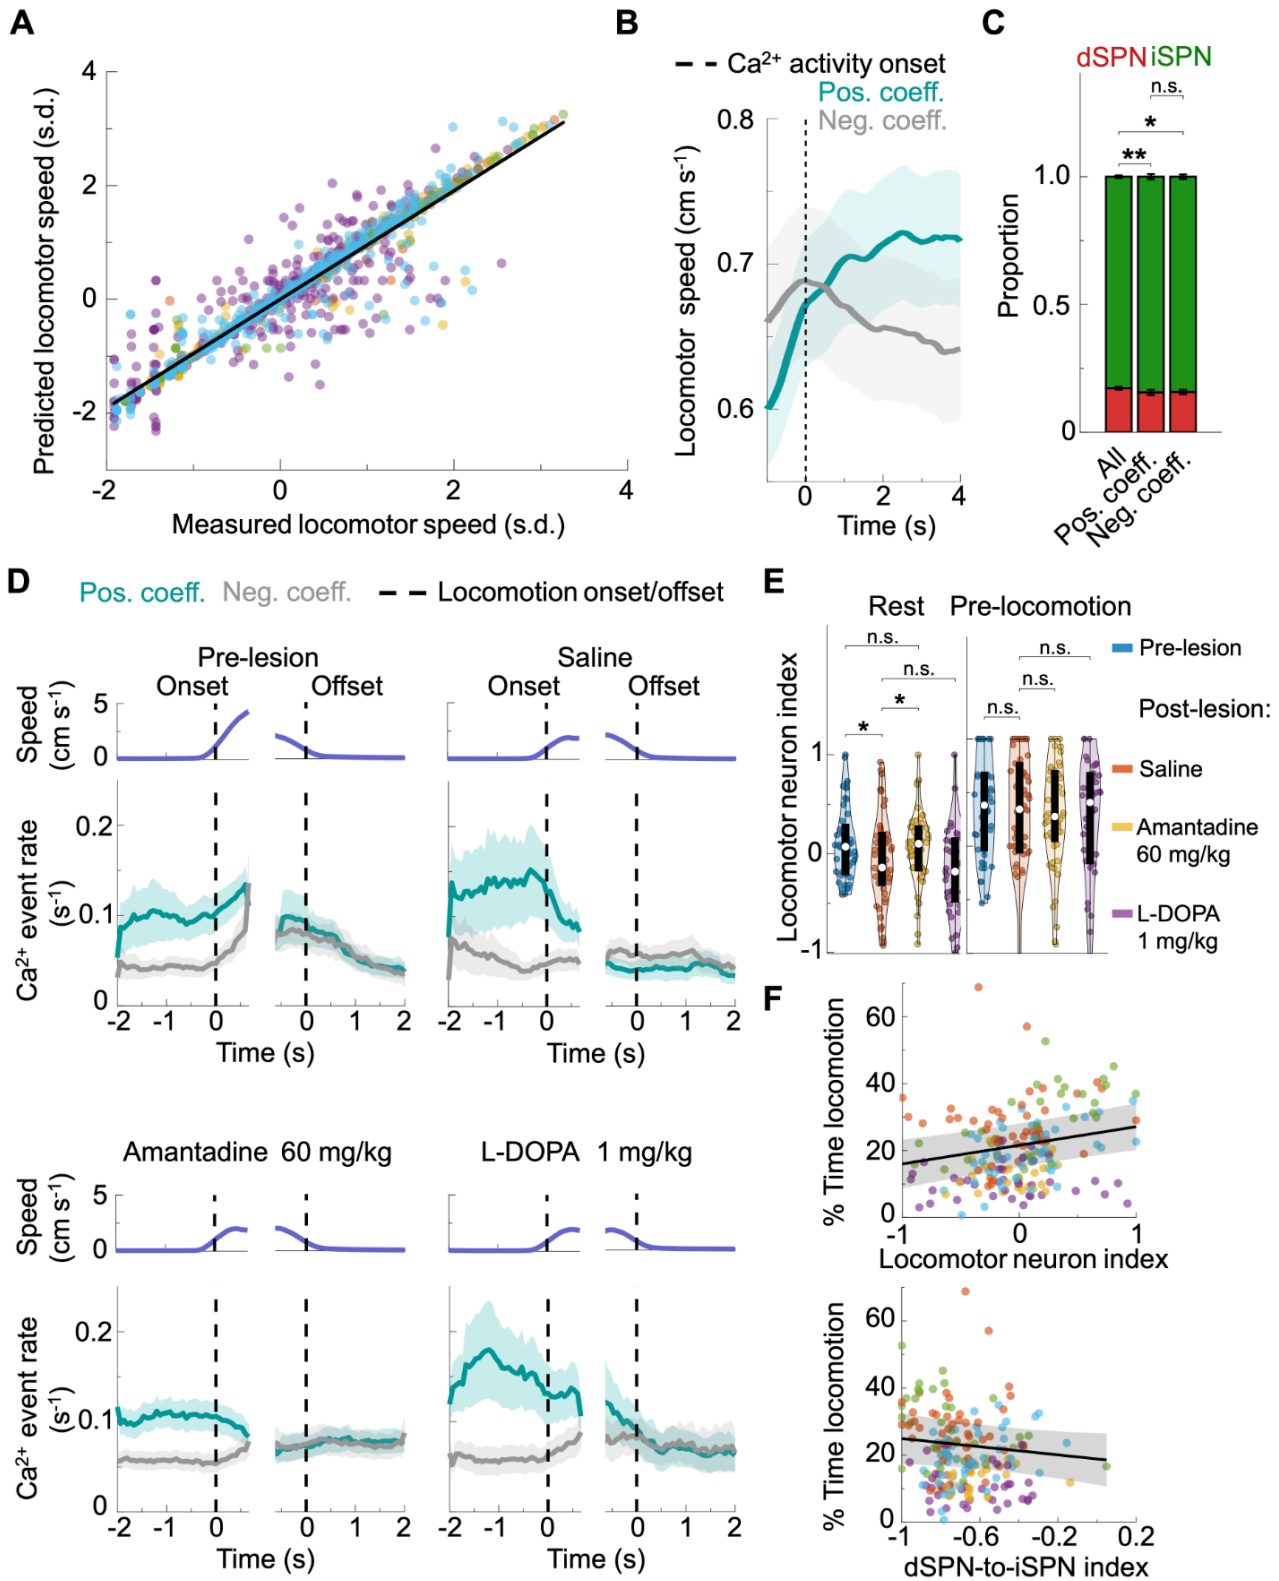 A
Predicted locomotor speed (s.d.)
4
2
0
-2
-2
0
2
4
Measured locomotor speed (s.d.)
B
Ca²⁺ activity onset
Pos. coeff.
Neg. coeff.
Locomotor speed (cm s⁻¹)
0.8
0.7
0.6
0
2
4
Time (s)
C
dSPN iSPN
n.s.
*
**
Proportion
1.0
0.5
0
All
Pos. coeff.
Neg. coeff.
D
Pos. coeff. Neg. coeff. Locomotion onset/offset
Pre-lesion
Onset Offset
Speed
(cm s⁻¹)
5
0
Ca²⁺ event rate
(s⁻¹)
0.2
0.1
0
-2 -1 0 0 1 2
Time (s)
Saline
Onset Offset
-2 -1 0 0 1 2
Time (s)
Amantadine 60 mg/kg
Speed
(cm s⁻¹)
5
0
Ca²⁺ event rate
(s⁻¹)
0.2
0.1
0
-2 -1 0 0 1 2
Time (s)
L-DOPA 1 mg/kg
-2 -1 0 0 1 2
Time (s)
E
Rest Pre-locomotion
n.s.
n.s.
*
*
n.s.
n.s.
n.s.
Locomotor neuron index
1
0
-1
Pre-lesion
Post-lesion:
Saline
Amantadine
60 mg/kg
L-DOPA
1 mg/kg
F
% Time locomotion
60
40
20
0
-1
0
1
Locomotor neuron index
% Time locomotion
60
40
20
0
-1
-0.6
-0.2
0.2
dSPN-to-iSPN index